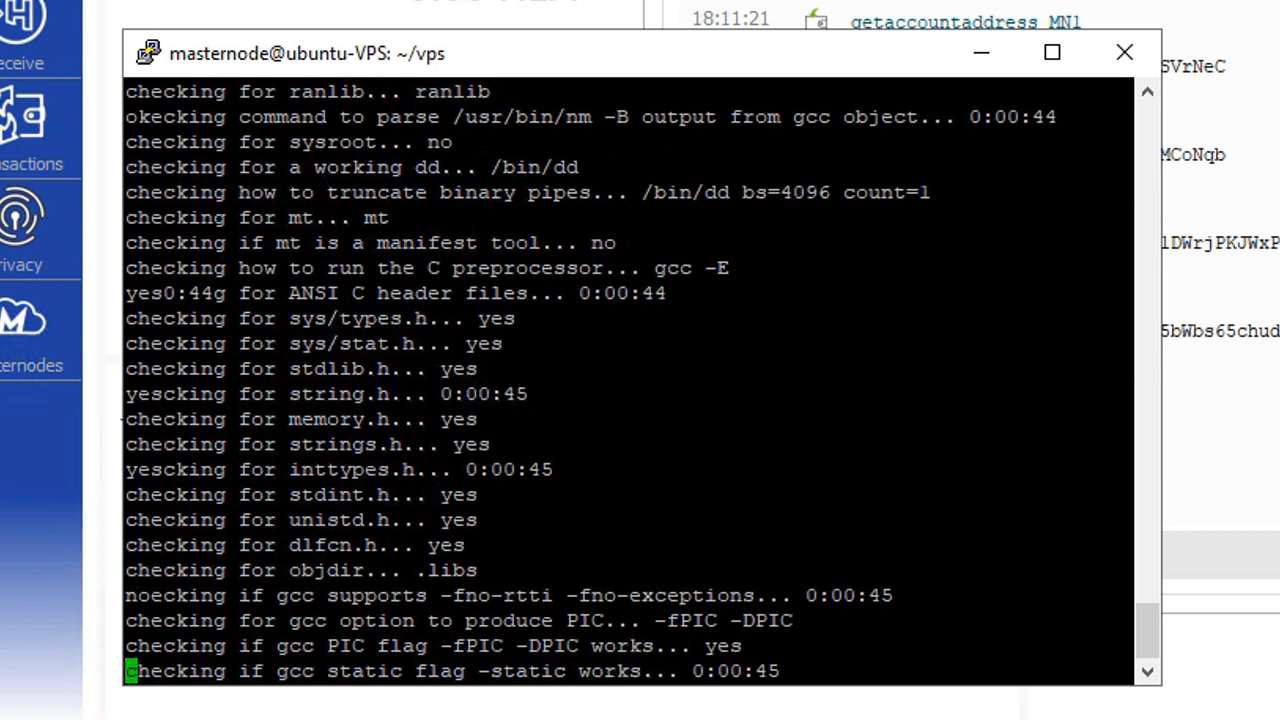 18:11:21
getaccountaddress MN1
eceive
nsactions
rivacy
ternodes
masternode@ubuntu-VPS: ~/vps
checking for ranlib... ranlib
okecking command to parse /usr/bin/nm -B output from gcc object... 0:00:44
checking for sysroot... no
checking for a working dd... /bin/dd
checking how to truncate binary pipes... /bin/dd bs=4096 count=1
checking for mt... mt
checking if mt is a manifest tool... no
checking how to run the C preprocessor... gcc -E
yes0:44g for ANSI C header files... 0:00:44
checking for sys/types.h... yes
checking for sys/stat.h... yes
checking for stdlib.h... yes
yescking for string.h... 0:00:45
checking for memory.h... yes
checking for strings.h... yes
yescking for inttypes.h... 0:00:45
checking for stdint.h... yes
checking for unistd.h... yes
checking for dlfcn.h... yes
checking for objdir... .libs
noecking if gcc supports -fno-rtti -fno-exceptions... 0:00:45
checking for gcc option to produce PIC... -fPIC -DPIC
checking if gcc PIC flag -fPIC -DPIC works... yes
checking if gcc static flag -static works... 0:00:45
SVrNeC
MCoNqb
lDWrjPKJWxP
5bWbs65chud